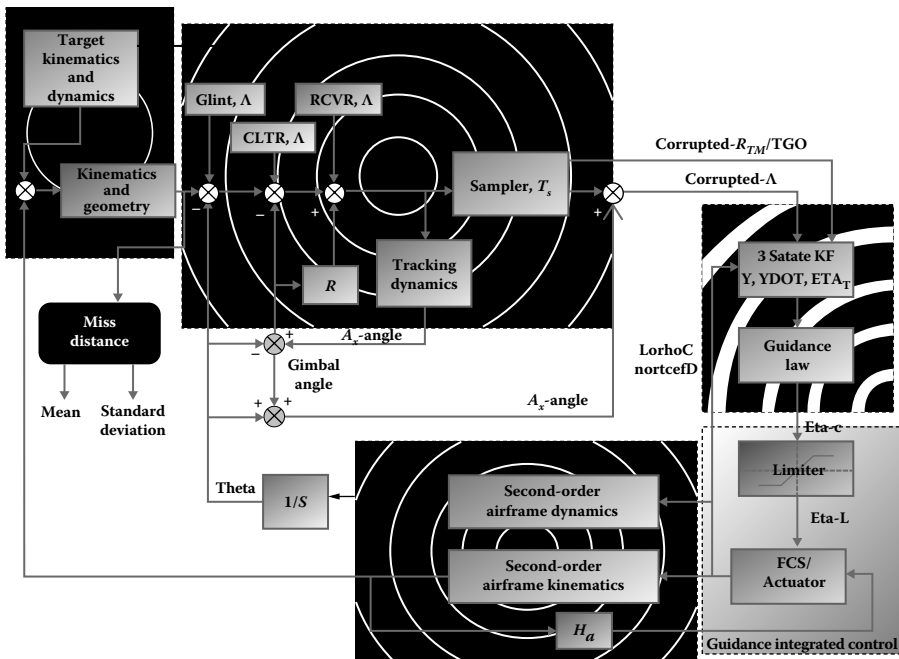 Target
kinematics
and
dynamics
Kinematics
and
geometry
Glint, Λ
CLTR, Λ
RCVR, Λ
Sampler, Tₛ
Tracking
dynamics
R
−
−
+
+
Corrupted-R_TM/TGO
Corrupted-Λ
3 Satate KF
Y, YDOT, ETA_T
Guidance
law
LorhoC
nortcefD
Miss
distance
Mean
Standard
deviation
−
+
A_x-angle
Gimbal
angle
+
+
A_x-angle
Eta-c
Limiter
Eta-L
FCS/
Actuator
Guidance integrated control
Theta
1/S
Second-order
airframe dynamics
Second-order
airframe kinematics
H_a